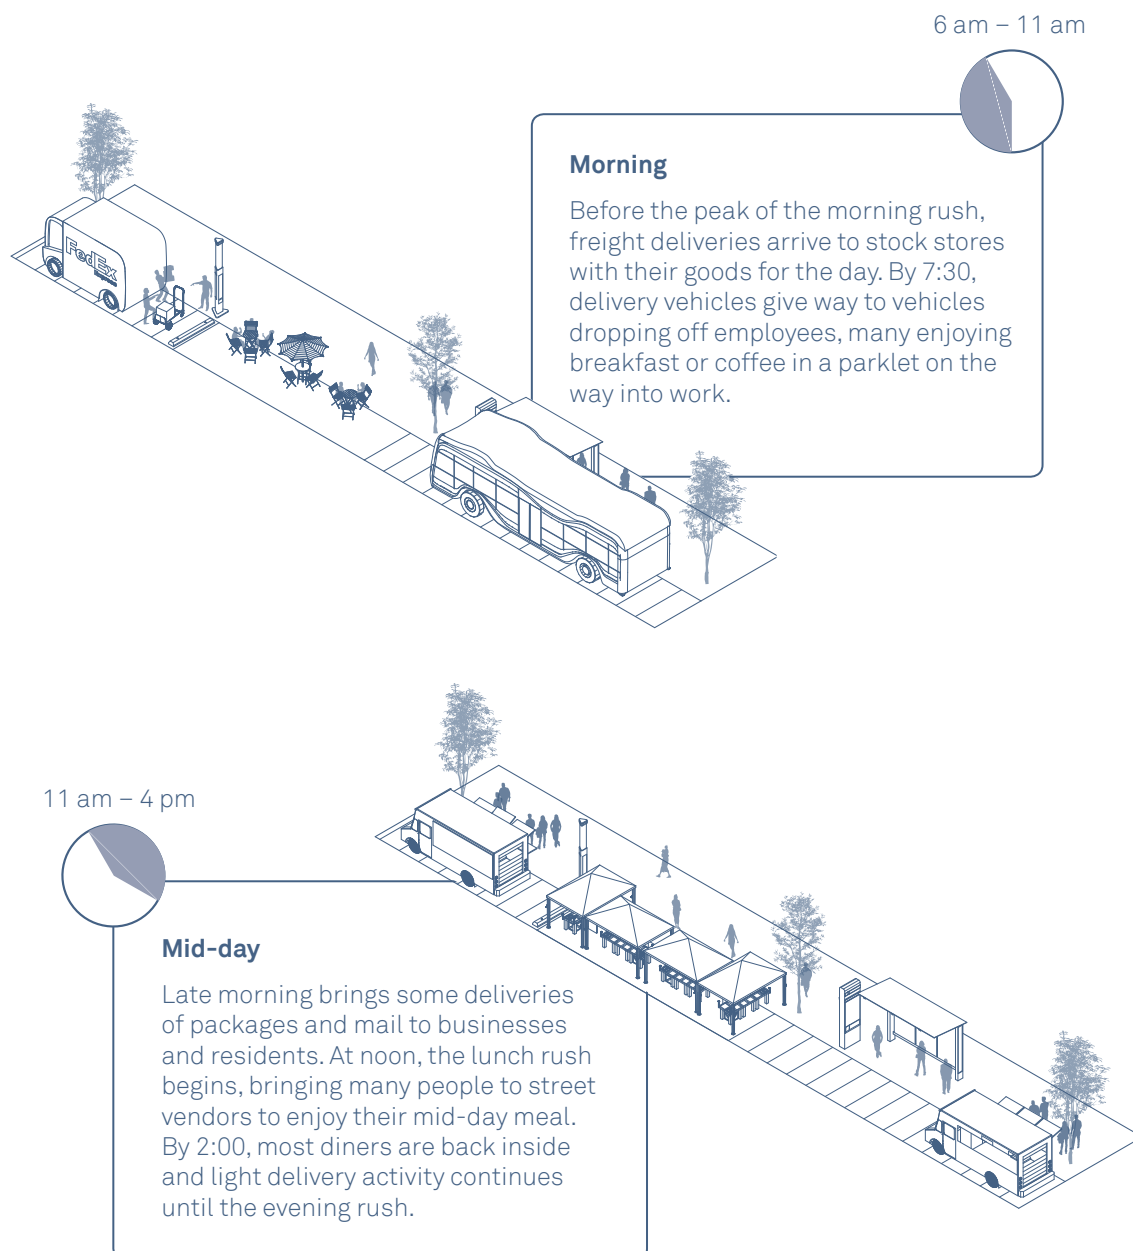 6 am – 11 am
Morning
Before the peak of the morning rush,
freight deliveries arrive to stock stores
with their goods for the day. By 7:30,
delivery vehicles give way to vehicles
dropping off employees, many enjoying
breakfast or coffee in a parklet on the
way into work.
FedEx
Express
11 am – 4 pm
Mid-day
Late morning brings some deliveries
of packages and mail to businesses
and residents. At noon, the lunch rush
begins, bringing many people to street
vendors to enjoy their mid-day meal.
By 2:00, most diners are back inside
and light delivery activity continues
until the evening rush.